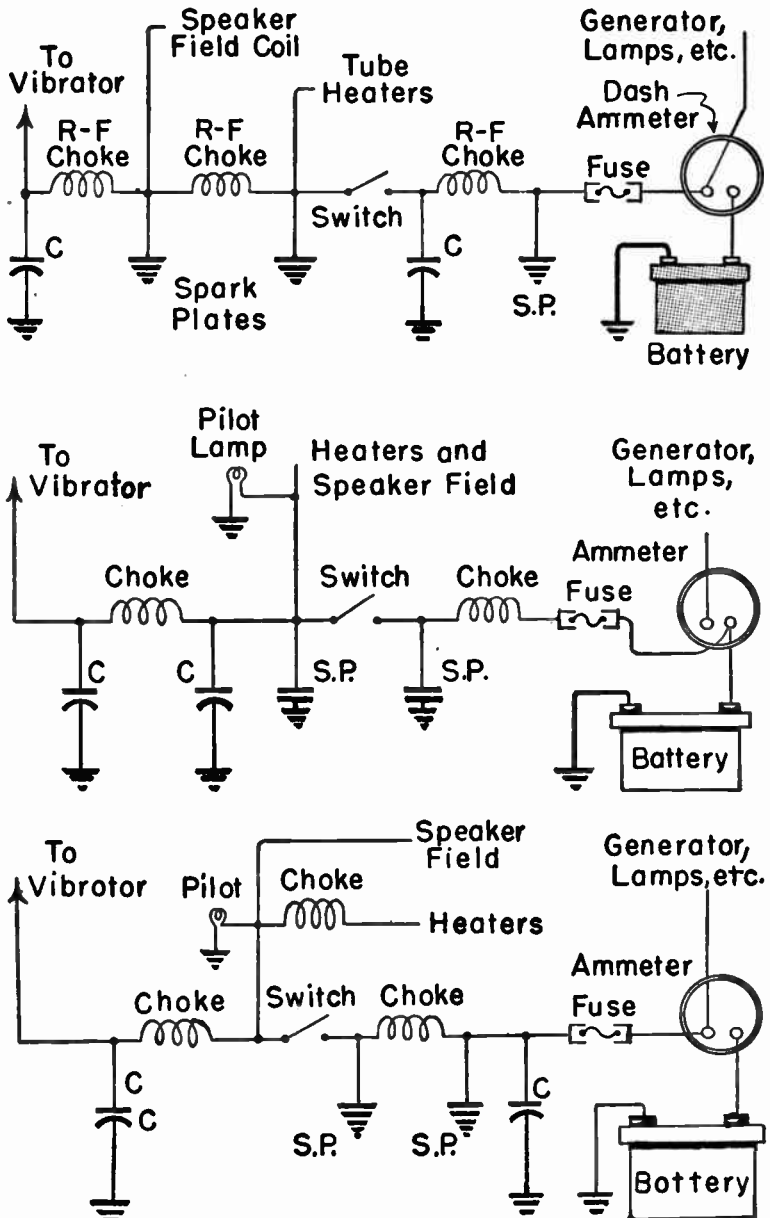 Speaker
Field Coil
To
Vibrator
Tube
Heaters
Generator,
Lamps, etc.
Dash
Ammeter
R-F
Choke
R-F
Choke
R-F
Choke
Fuse
Switch
C
C
Spark
Plates
S.P.
Battery
Pilot
Lamp
To
Vibrator
Heaters and
Speaker Field
Generator,
Lamps,
etc.
Ammeter
Choke
Switch
Choke
Fuse
C
C
S.P.
S.P.
Battery
Speaker
Field
To
Vibrotor
Pilot
Choke
Heaters
Generator,
Lamps, etc.
Ammeter
Choke
Switch
Choke
Fuse
C
C
C
S.P.
S.P.
Bottery